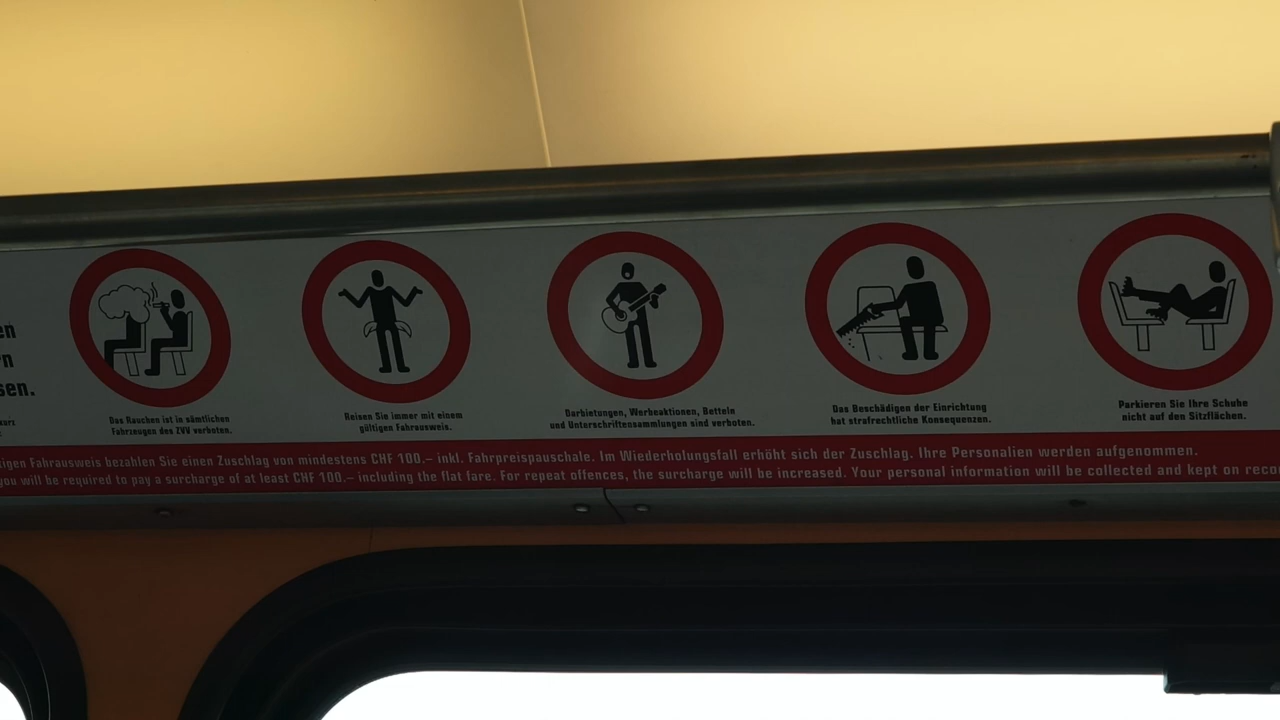 en
rn
sen.
Das Rauchen ist in sämtlichen
Fahrzeugen des ZVV verboten.
Reisen Sie immer mit einem
gültigen Fahrausweis.
Darbietungen, Werbeaktionen, Betteln
und Unterschriftensammlungen sind verboten.
Das Beschädigen der Einrichtung
hat strafrechtliche Konsequenzen.
Parkieren Sie Ihre Schuhe
nicht auf den Sitzflächen.
tigen Fahrausweis bezahlen Sie einen Zuschlag von mindestens CHF 100.– inkl. Fahrpreispauschale. Im Wiederholungsfall erhöht sich der Zuschlag. Ihre Personalien werden aufgenommen.
you will be required to pay a surcharge of at least CHF 100.– including the flat fare. For repeat offences, the surcharge will be increased. Your personal information will be collected and kept on reco